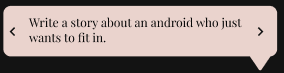 Write a story about an android who just
wants to fit in.